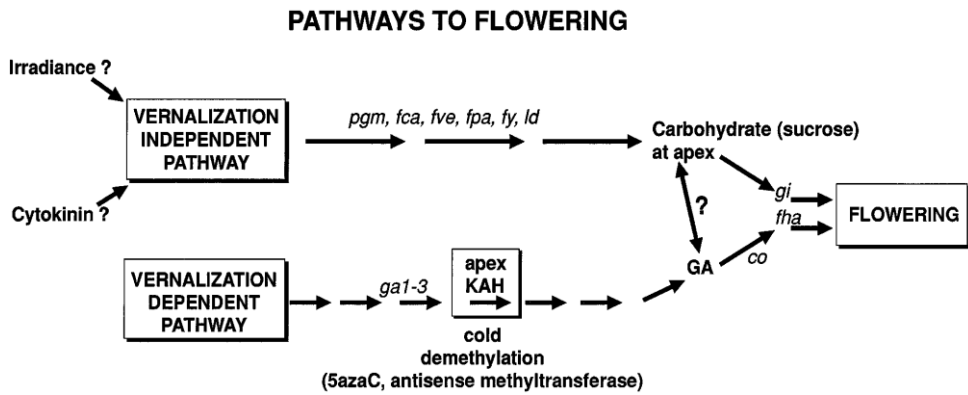 PATHWAYS TO FLOWERING
Irradiance ?
VERNALIZATION
INDEPENDENT
PATHWAY
Cytokinin ?
pgm, fca, fve, fpa, fy, ld
Carbohydrate (sucrose)
at apex
?
gi
fha
co
GA
FLOWERING
VERNALIZATION
DEPENDENT
PATHWAY
ga1-3
apex
KAH
cold
demethylation
(5azaC, antisense methyltransferase)